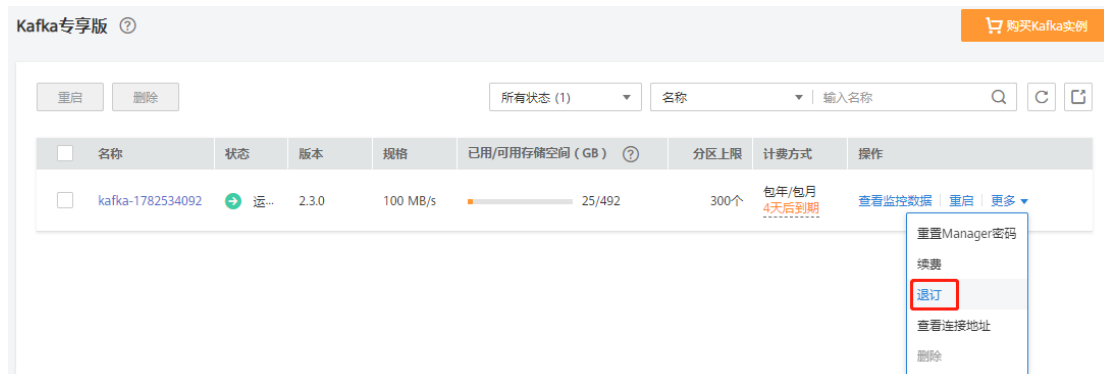 Kafka专享版 ?
购买Kafka实例
重启 删除 所有状态 (1) 名称 输入名称
名称 状态 版本 规格 已用/可用存储空间（GB） ? 分区上限 计费方式 操作
kafka-1782534092 运... 2.3.0 100 MB/s 25/492 300个 包年/包月 查看监控数据 重启 更多
4天后到期
重置Manager密码
续费
退订
查看连接地址
删除